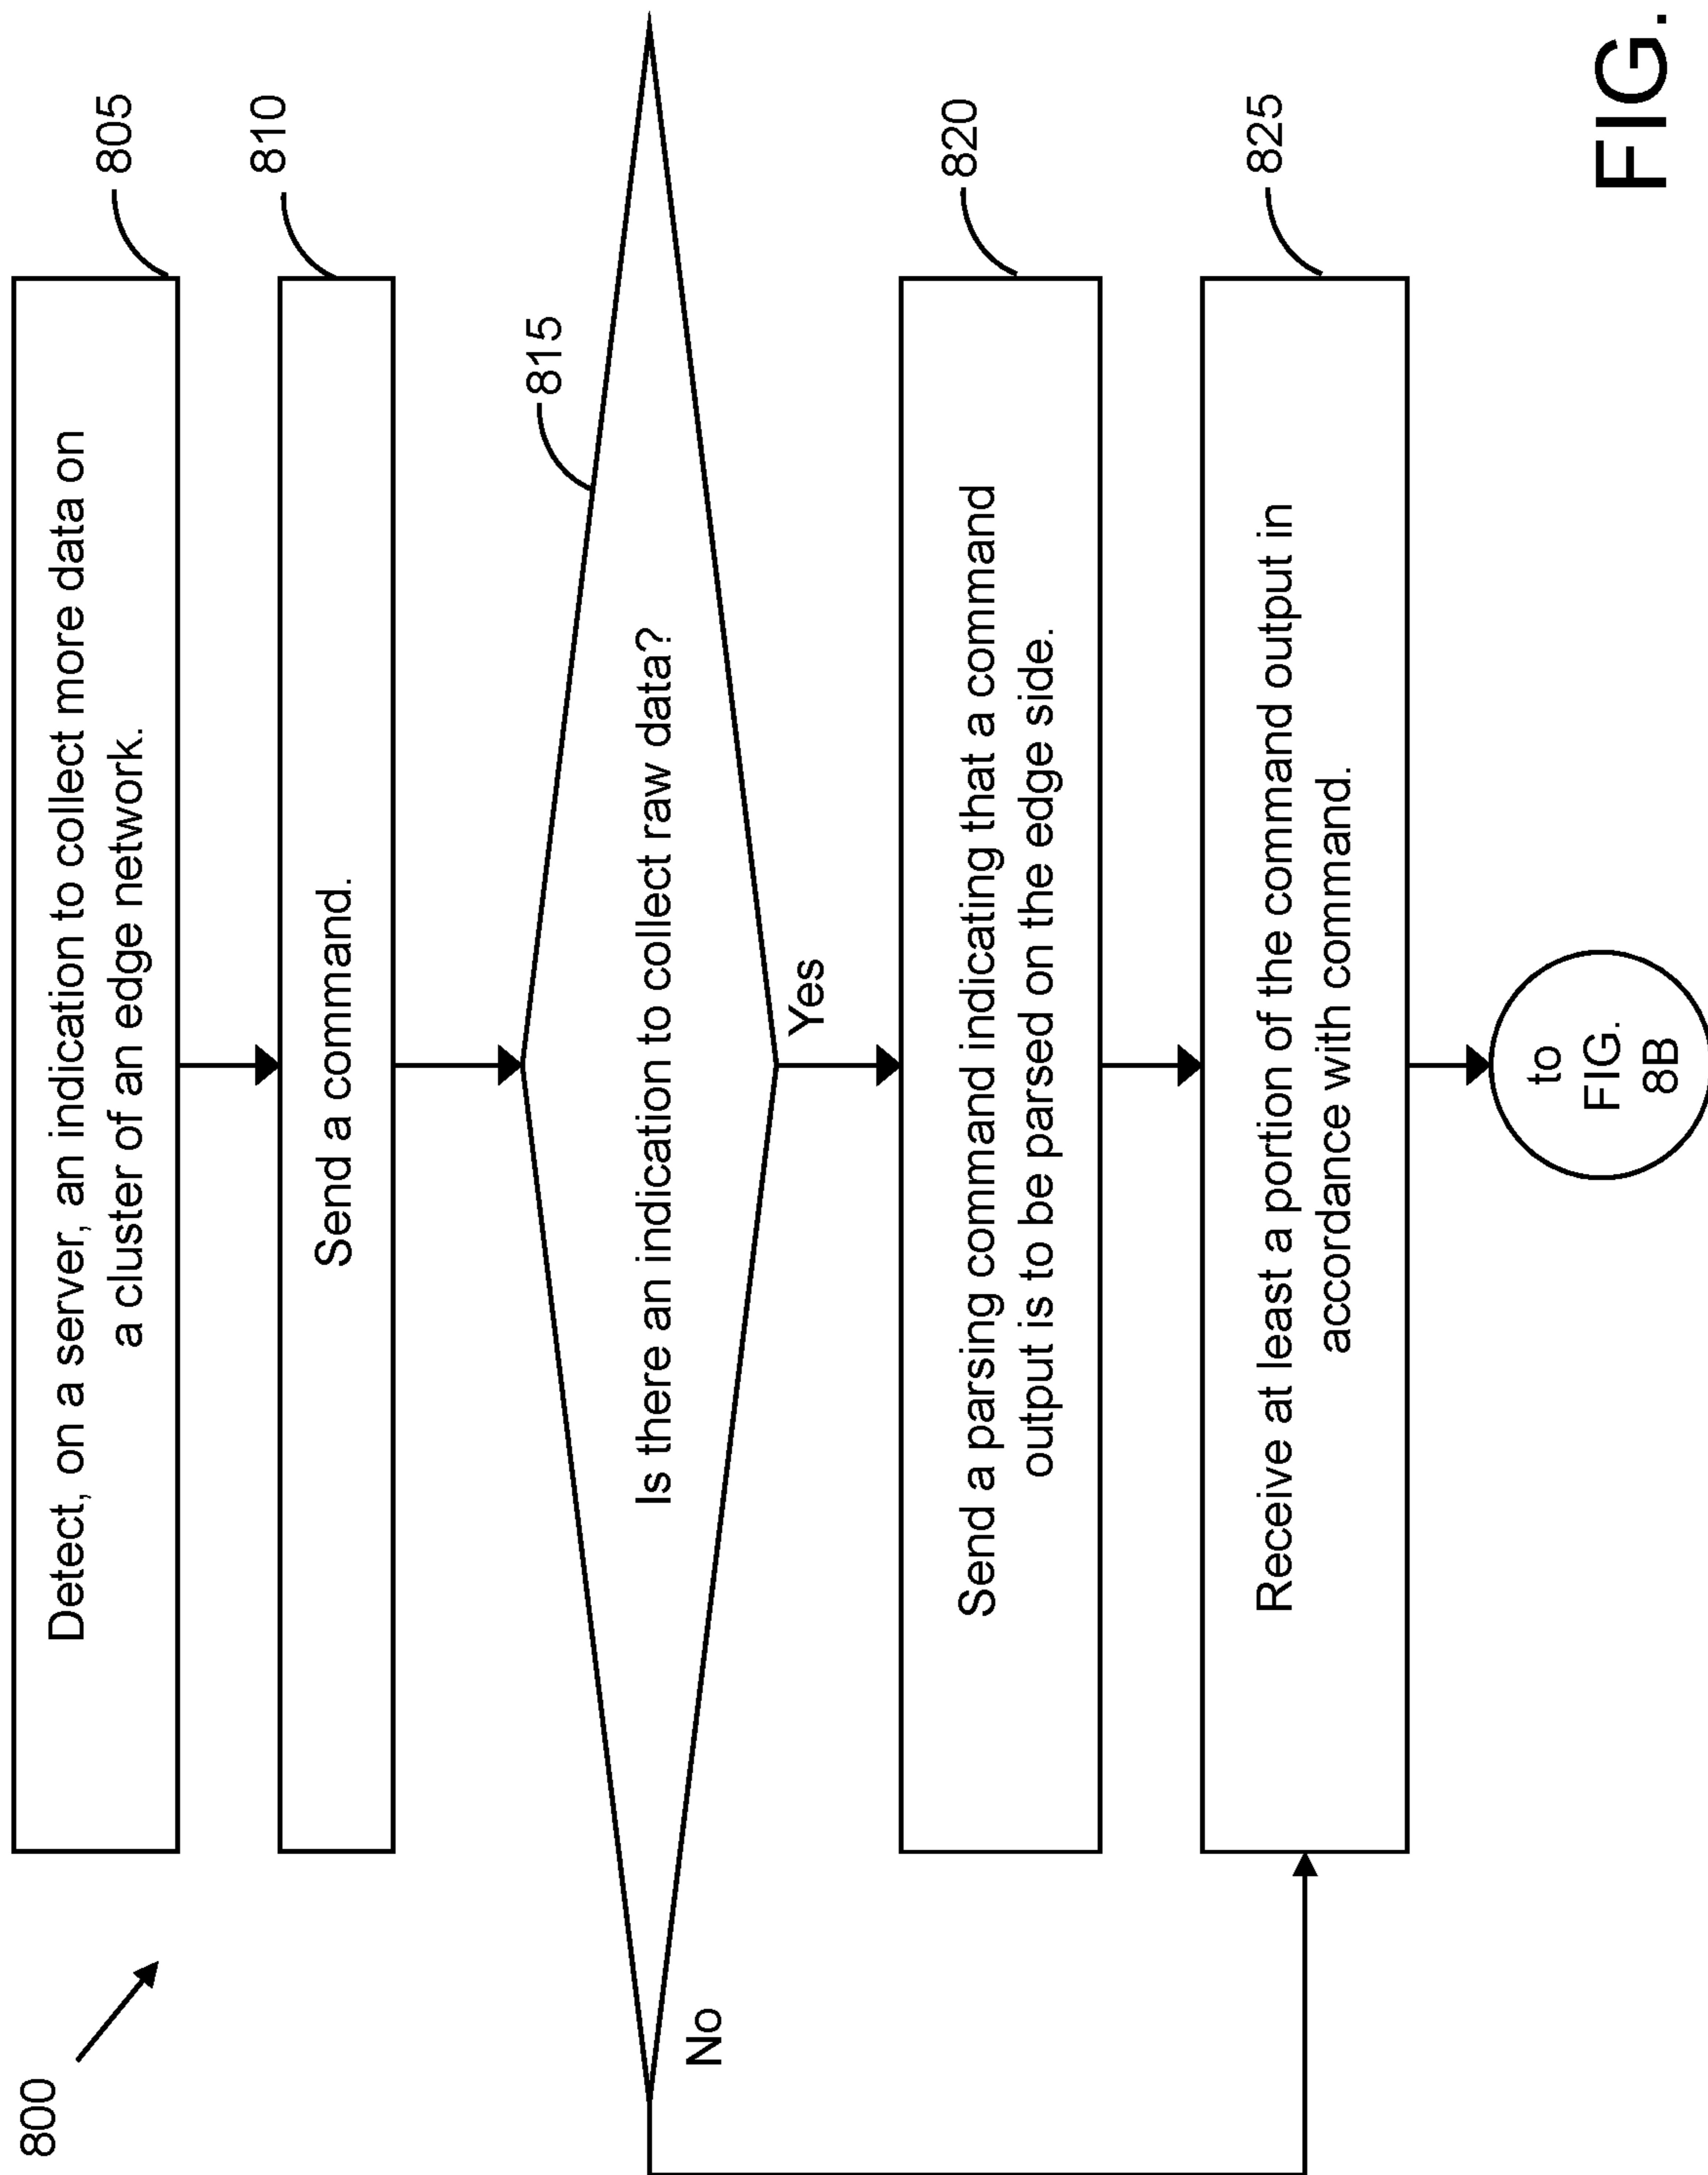 800
Detect, on a server, an indication to collect more data on
a cluster of an edge network.
805
Send a command.
810
815
Is there an indication to collect raw data?
No
Yes
Send a parsing command indicating that a command
output is to be parsed on the edge side.
820
Receive at least a portion of the command output in
accordance with command.
825
to
FIG.
8B
FIG.